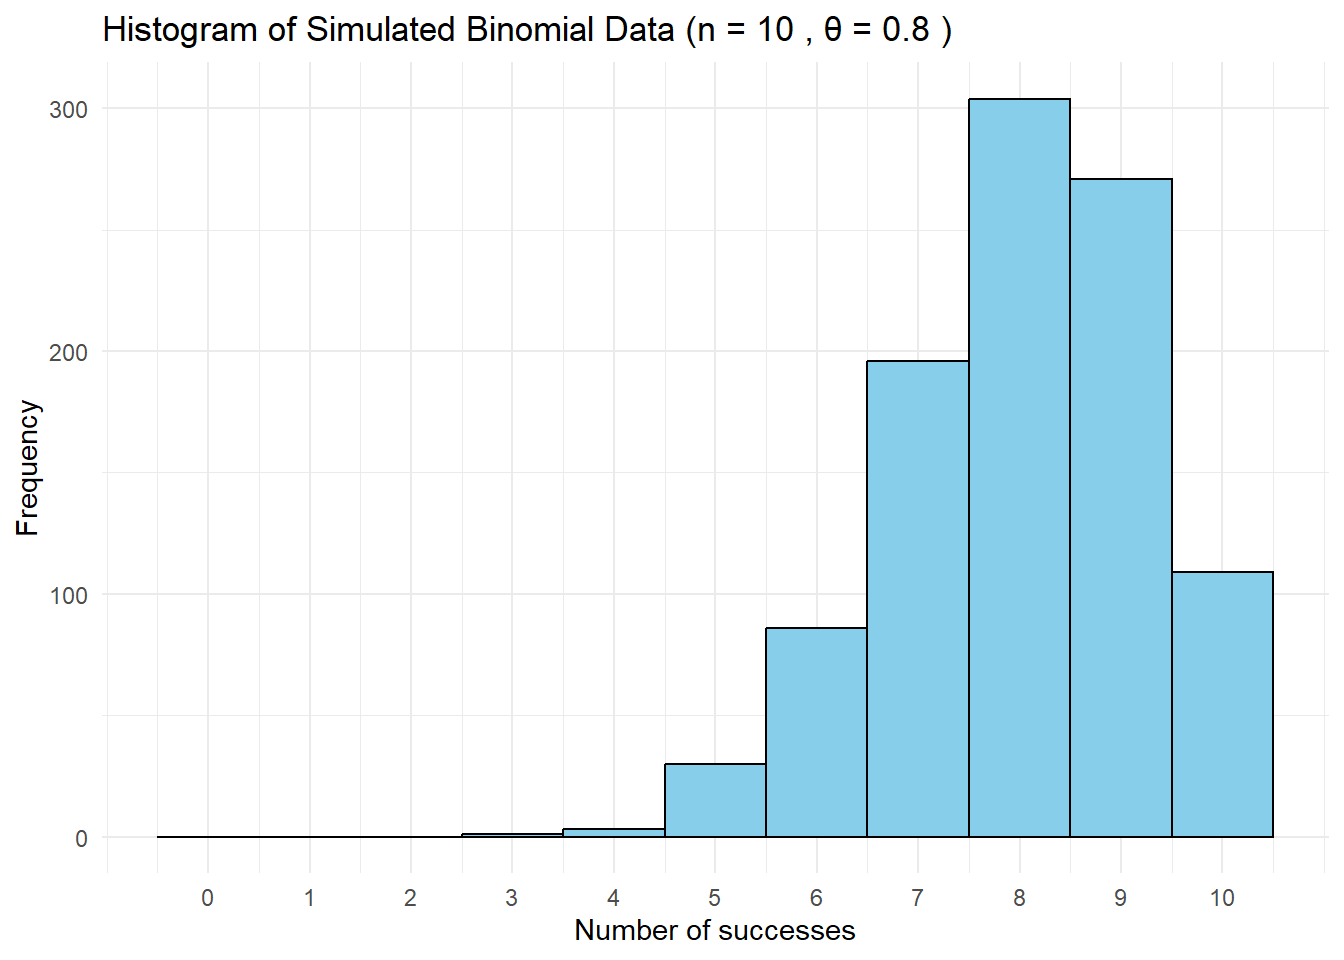 Histogram of Simulated Binomial Data (n = 10 , θ = 0.8 )
300
200
100
0
Frequency
0 1 2 3 4 5 6 7 8 9 10
Number of successes